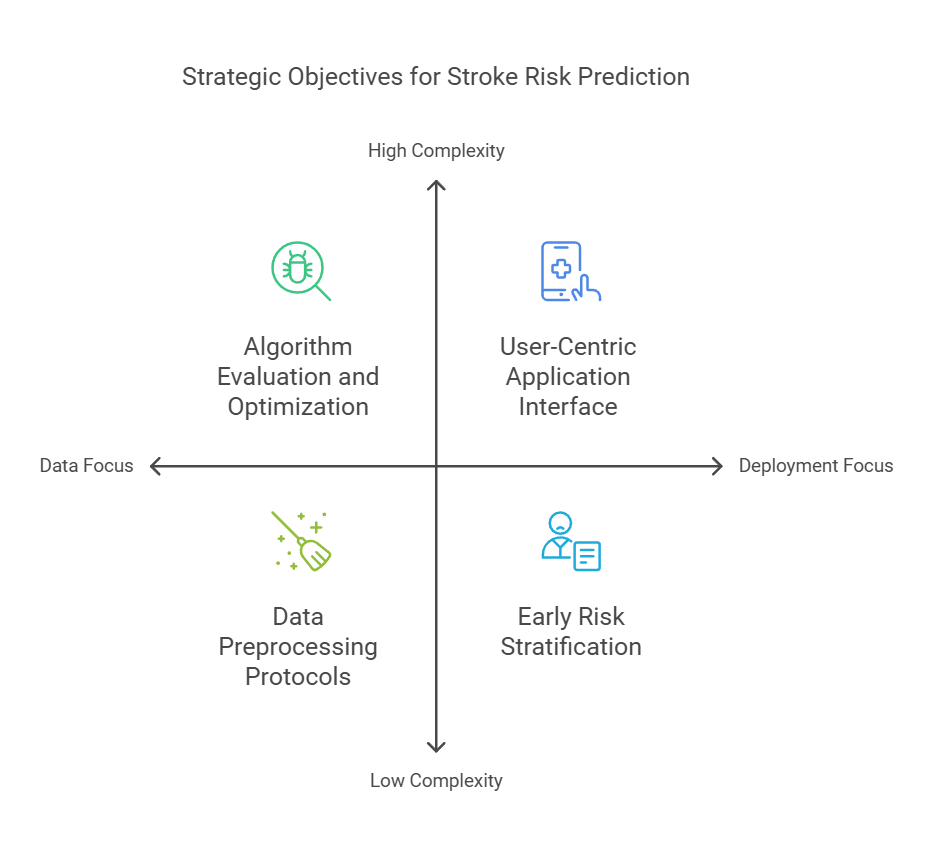 Strategic Objectives for Stroke Risk Prediction
High Complexity
Algorithm
Evaluation and
Optimization
User-Centric
Application
Interface
Data Focus
Deployment Focus
Data
Preprocessing
Protocols
Early Risk
Stratification
Low Complexity